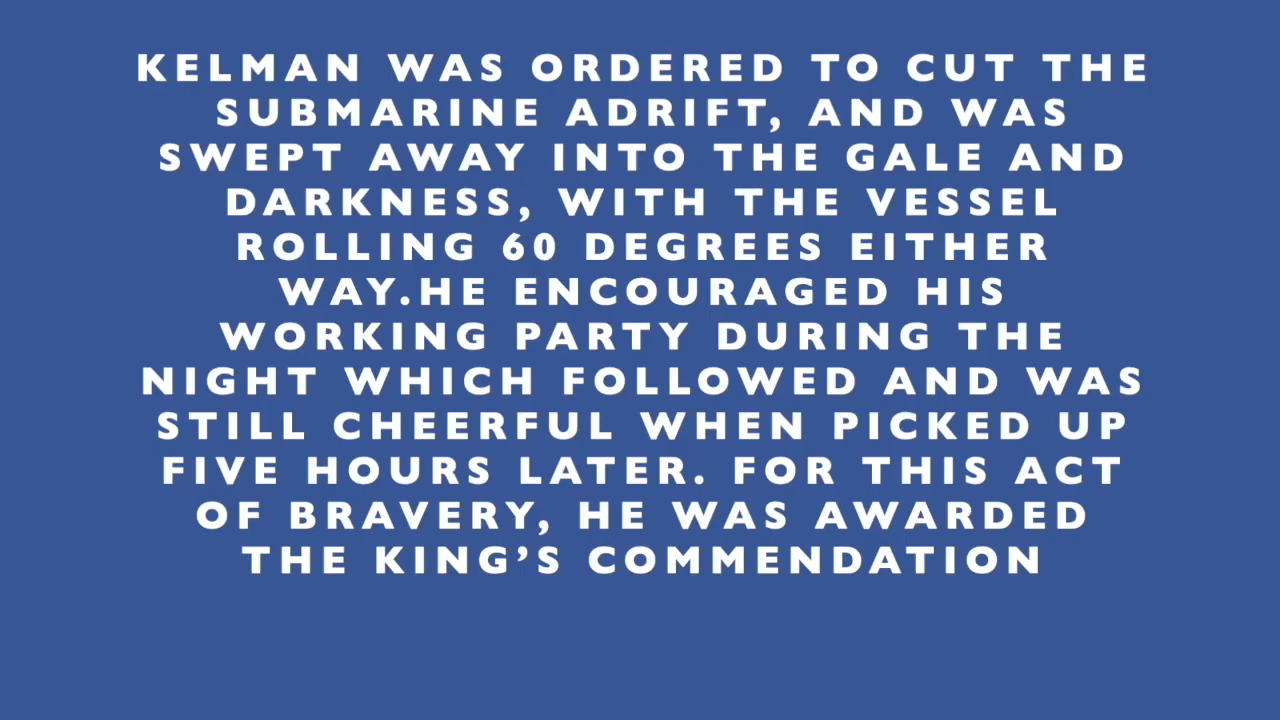 KELMAN WAS ORDERED TO CUT THE
SUBMARINE ADRIFT, AND WAS
SWEPT AWAY INTO THE GALE AND
DARKNESS, WITH THE VESSEL
ROLLING 60 DEGREES EITHER
WAY.HE ENCOURAGED HIS
WORKING PARTY DURING THE
NIGHT WHICH FOLLOWED AND WAS
STILL CHEERFUL WHEN PICKED UP
FIVE HOURS LATER. FOR THIS ACT
OF BRAVERY, HE WAS AWARDED
THE KING’S COMMENDATION